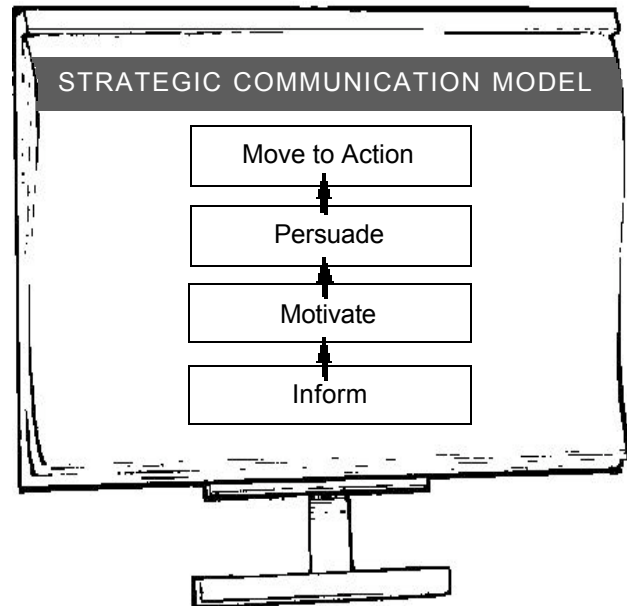 STRATEGIC COMMUNICATION MODEL
Move to Action
Persuade
Motivate
Inform